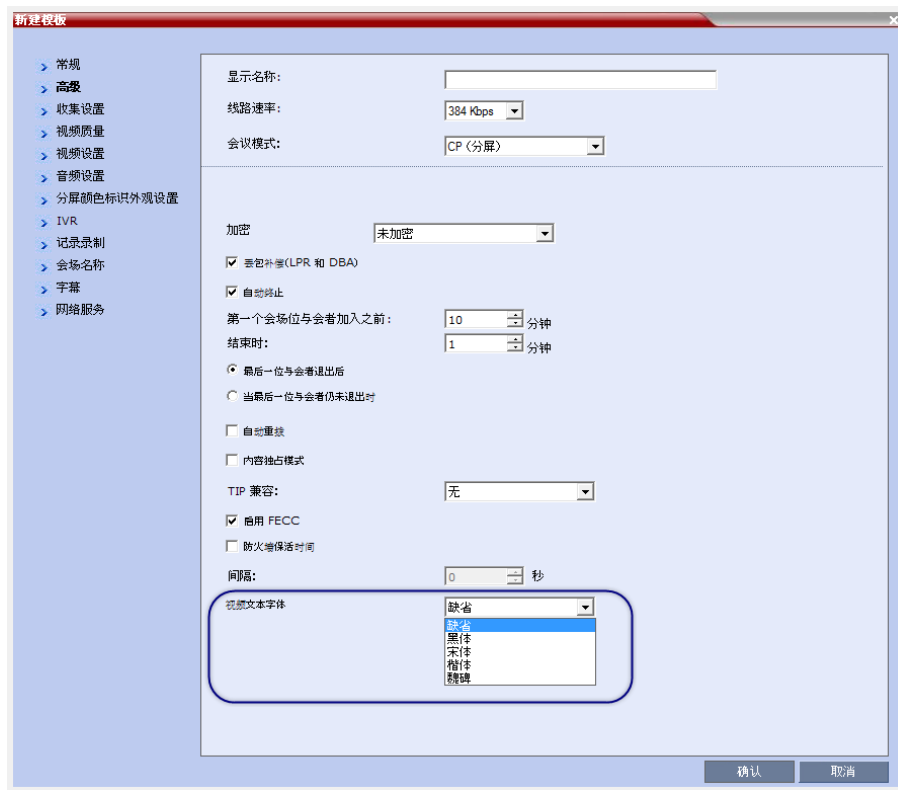 新建模板
常规
高级
收集设置
视频质量
视频设置
音频设置
分屏颜色标识外观设置
IVR
记录录制
会场名称
字幕
网络服务
显示名称:
线路速率: 384 Kbps
会议模式: CP (分屏)
加密 未加密
丢包补偿(LPR 和 DBA)
自动终止
第一个会场位与会者加入之前: 10 分钟
结束时: 1 分钟
最后一位与会者退出后
当最后一位与会者仍未退出时
自动重拨
内容独占模式
TIP 兼容: 无
启用 FECC
防火墙保活时间
间隔: 0 秒
视频文本字体 缺省
缺省
黑体
宋体
楷体
魏碑
确认 取消